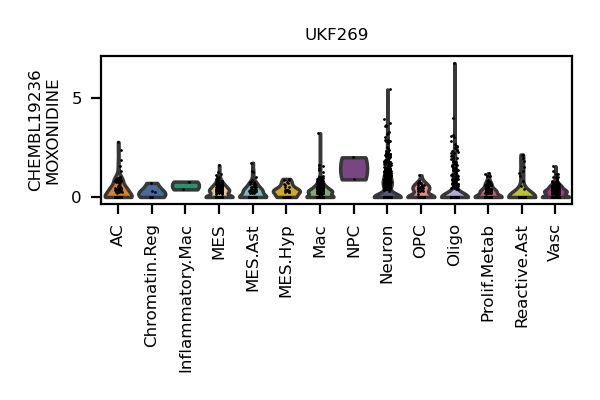 UKF269
CHEMBL19236
MOXONIDINE
5
0
AC
Chromatin.Reg
Inflammatory.Mac
MES
MES.Ast
MES.Hyp
Mac
NPC
Neuron
OPC
Oligo
Prolif.Metab
Reactive.Ast
Vasc